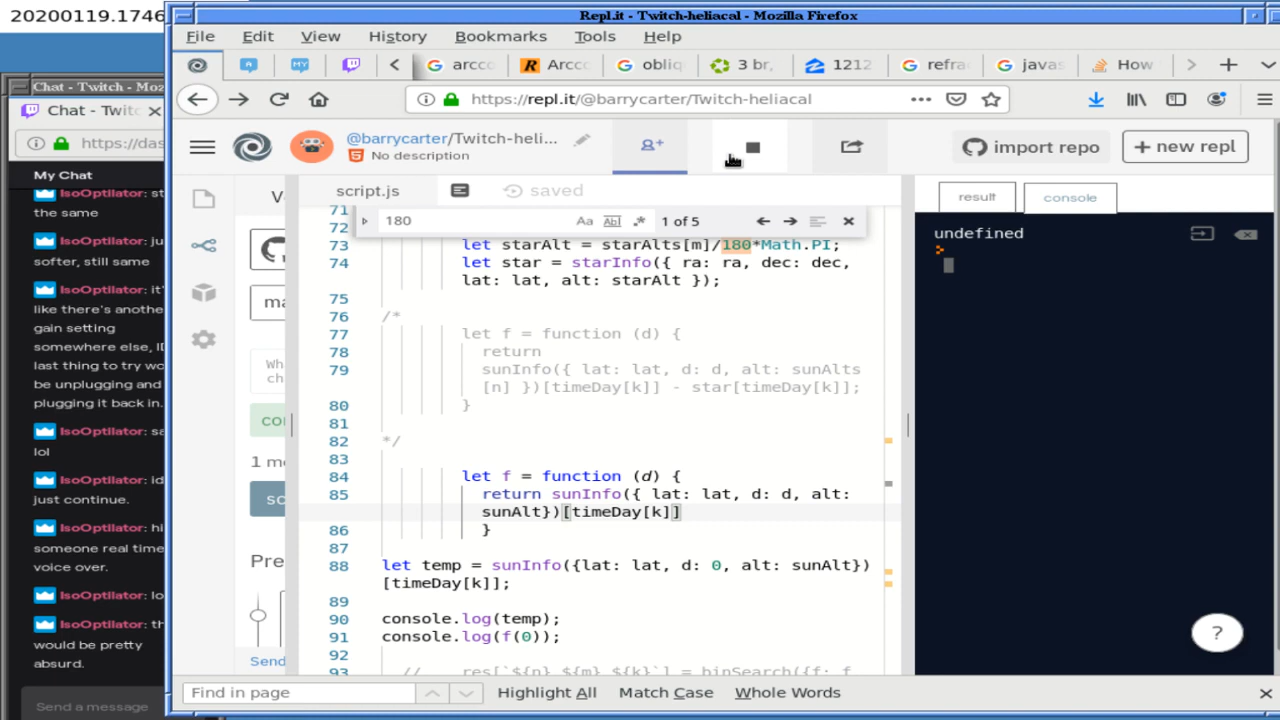 20200119.1746
Repl.it - Twitch-heliacal - Mozilla Firefox
File Edit View History Bookmarks Tools Help
Chat - Twitch - Moz
Chat - Twitc
https://das
arcco
Arccc
obliq
3 br,
1212
refra
javas
How
https://repl.it/@barrycarter/Twitch-heliacal
@barrycarter/Twitch-heli...
No description
import repo
+ new repl
My Chat
IsoOptilator: st
the same
IsoOptilator: ju
softer, still same
IsoOptilator: it'
like there's anothe
gain setting
somewhere else, I
last thing to try wo
be unplugging and
plugging it back in.
IsoOptilator: sa
lol
IsoOptilator: id
just continue.
IsoOptilator: hi
someone real time
voice over.
IsoOptilator: lo
IsoOptilator: th
would be pretty
absurd.
Send a message
V
ma
Wh
ch
co
1 m
sc
Pre
Send
script.js
saved
180
Aa Abl .* 1 of 5
71
72
73 let starAlt = starAlts[m]/180*Math.PI;
74 let star = starInfo({ ra: ra, dec: dec,
lat: lat, alt: starAlt });
75
76 /*
77 let f = function (d) {
78 return
79 sunInfo({ lat: lat, d: d, alt: sunAlts
[n] })[timeDay[k]] - star[timeDay[k]];
80 }
81
82 */
83
84 let f = function (d) {
85 return sunInfo({ lat: lat, d: d, alt:
sunAlt})[timeDay[k]]
86 }
87
88 let temp = sunInfo({lat: lat, d: 0, alt: sunAlt})
[timeDay[k]];
89
90 console.log(temp);
91 console.log(f(0));
92
93 // res[`${n} ${m} ${k}`] = binSearch({f: f
result
console
undefined
?
Find in page
Highlight All Match Case Whole Words